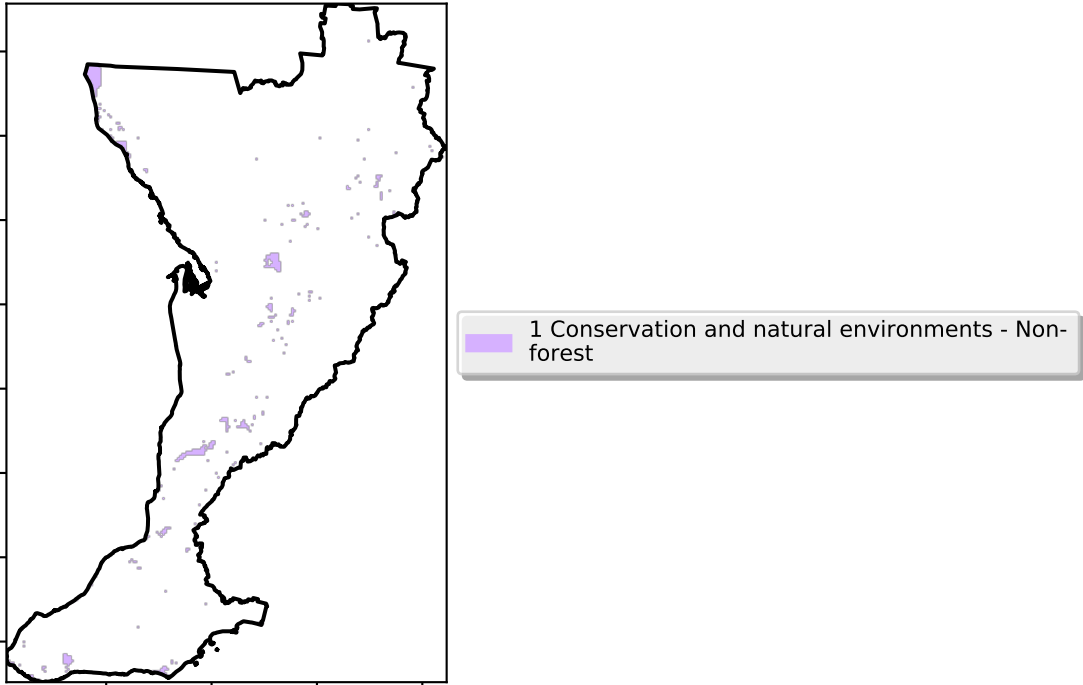 1 Conservation and natural environments - Non-
forest